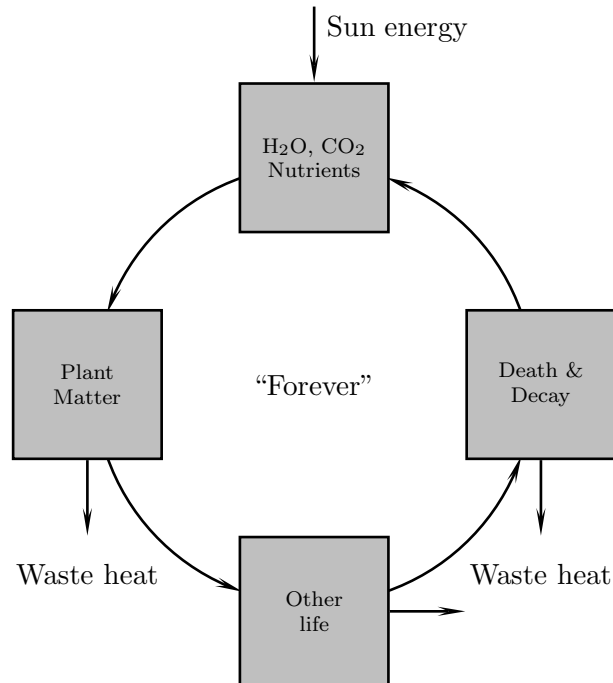 Sun energy
H₂O, CO₂
Nutrients
Plant
Matter
“Forever”
Death &
Decay
Waste heat
Waste heat
Other
life